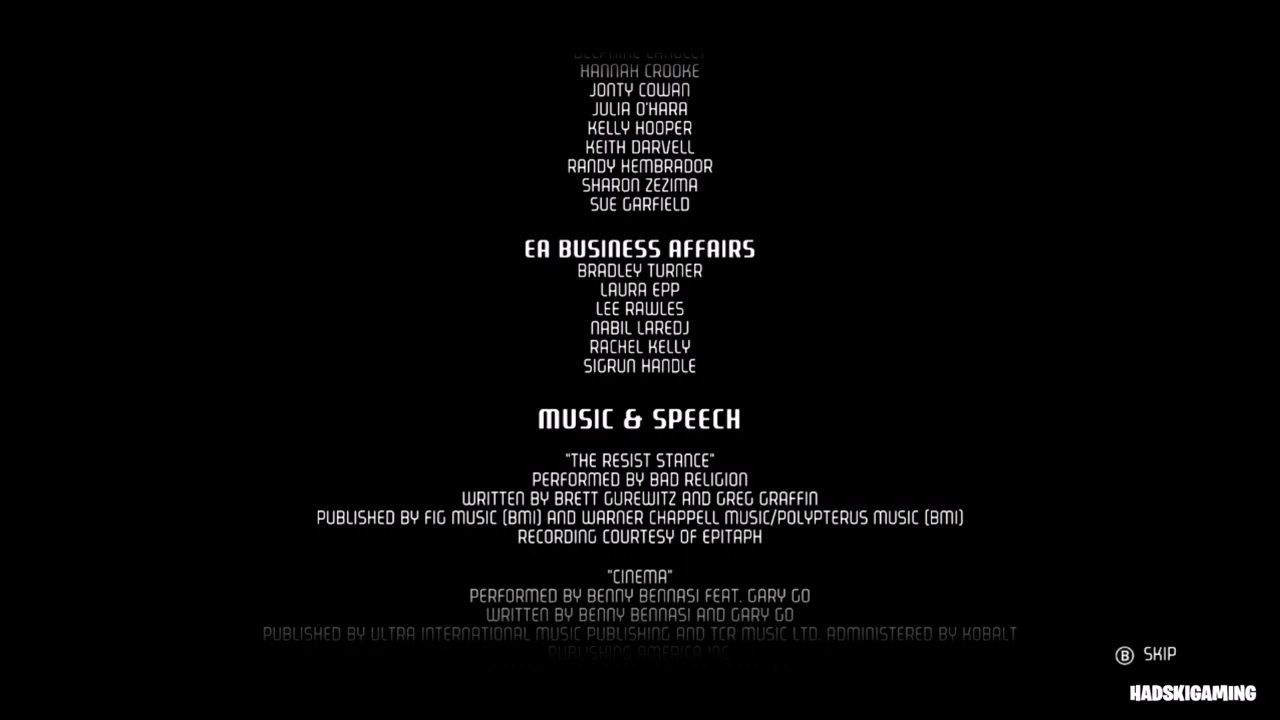 HANNAH CROOKE
JONTY COWAN
JULIA O'HARA
KELLY HOOPER
KEITH DARVELL
RANDY HEMBRADOR
SHARON ZEZIMA
SUE GARFIELD
EA BUSINESS AFFAIRS
BRADLEY TURNER
LAURA EPP
LEE RAWLES
NABIL LAREDJ
RACHEL KELLY
SIGRUN HANDLE
MUSIC & SPEECH
"THE RESIST STANCE"
PERFORMED BY BAD RELIGION
WRITTEN BY BRETT GUREWITZ AND GREG GRAFFIN
PUBLISHED BY FIG MUSIC (BMI) AND WARNER CHAPPELL MUSIC/POLYPTERUS MUSIC (BMI)
RECORDING COURTESY OF EPITAPH
"CINEMA"
PERFORMED BY BENNY BENNASI FEAT. GARY GO
WRITTEN BY BENNY BENNASI AND GARY GO
PUBLISHED BY ULTRA INTERNATIONAL MUSIC PUBLISHING AND TCR MUSIC LTD. ADMINISTERED BY KOBALT
PUBLISHING AMERICA INC
B SKIP
HADSKIGAMING